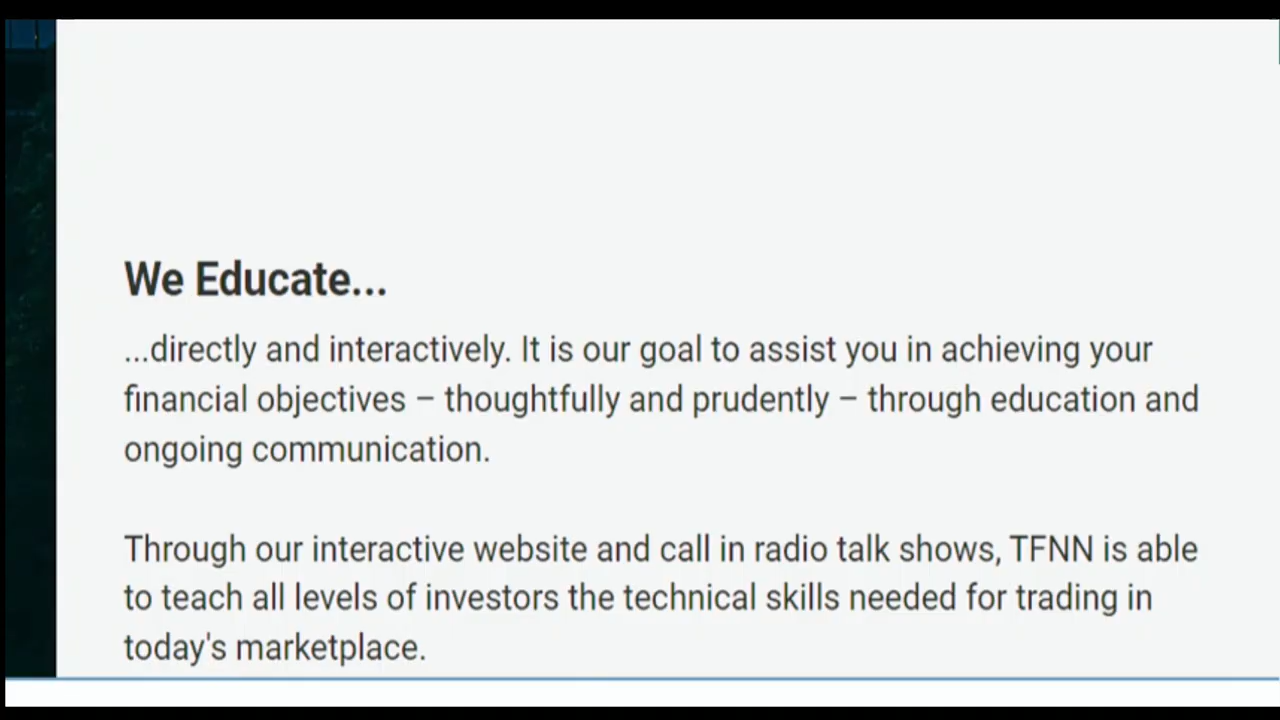 We Educate...
...directly and interactively. It is our goal to assist you in achieving your
financial objectives – thoughtfully and prudently – through education and
ongoing communication.
Through our interactive website and call in radio talk shows, TFNN is able
to teach all levels of investors the technical skills needed for trading in
today's marketplace.